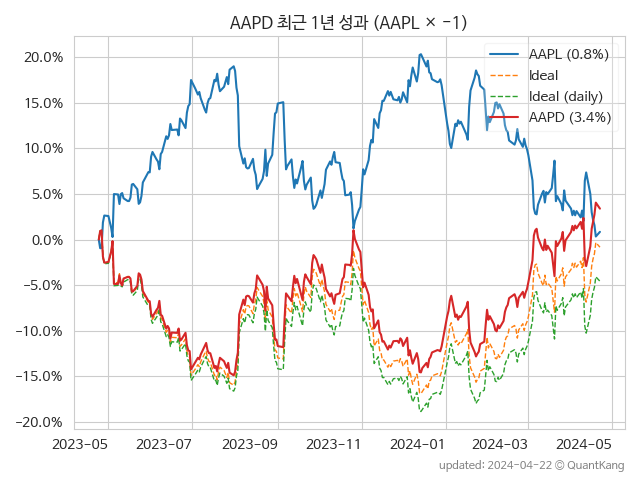 AAPD 최근 1년 성과 (AAPL × −1)
20.0%
15.0%
10.0%
5.0%
0.0%
−5.0%
−10.0%
−15.0%
−20.0%
AAPL (0.8%)
Ideal
Ideal (daily)
AAPD (3.4%)
2023−05
2023−07
2023−09
2023−11
2024−01
2024−03
2024−05
updated: 2024−04−22 © QuantKang